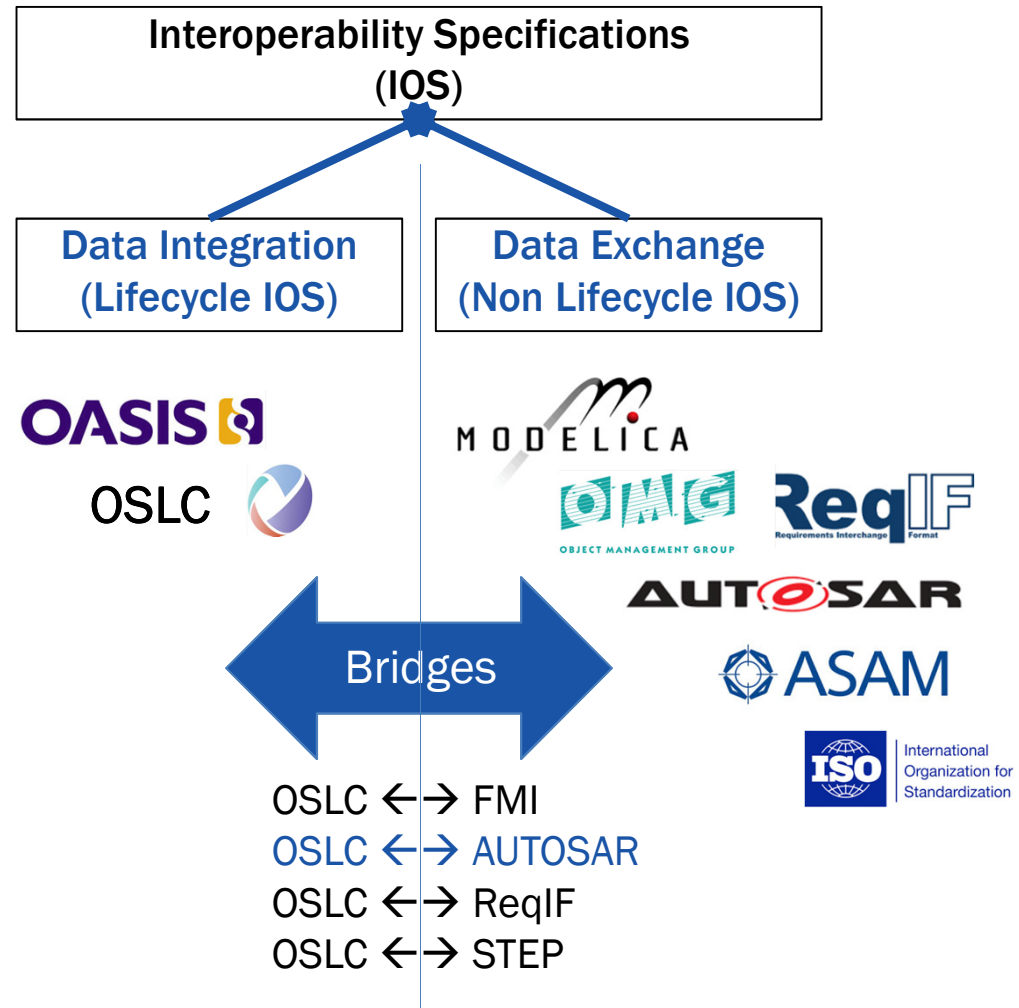 Interoperability Specifications
(IOS)
Data Integration
(Lifecycle IOS)
Data Exchange
(Non Lifecycle IOS)
OASIS
OSLC
MODELICA
OMG
OBJECT MANAGEMENT GROUP
ReqIF
Requirements Interchange Format
AUTOSAR
ASAM
Bridges
ISO
International
Organization for
Standardization
OSLC ←→ FMI
OSLC ←→ AUTOSAR
OSLC ←→ ReqIF
OSLC ←→ STEP